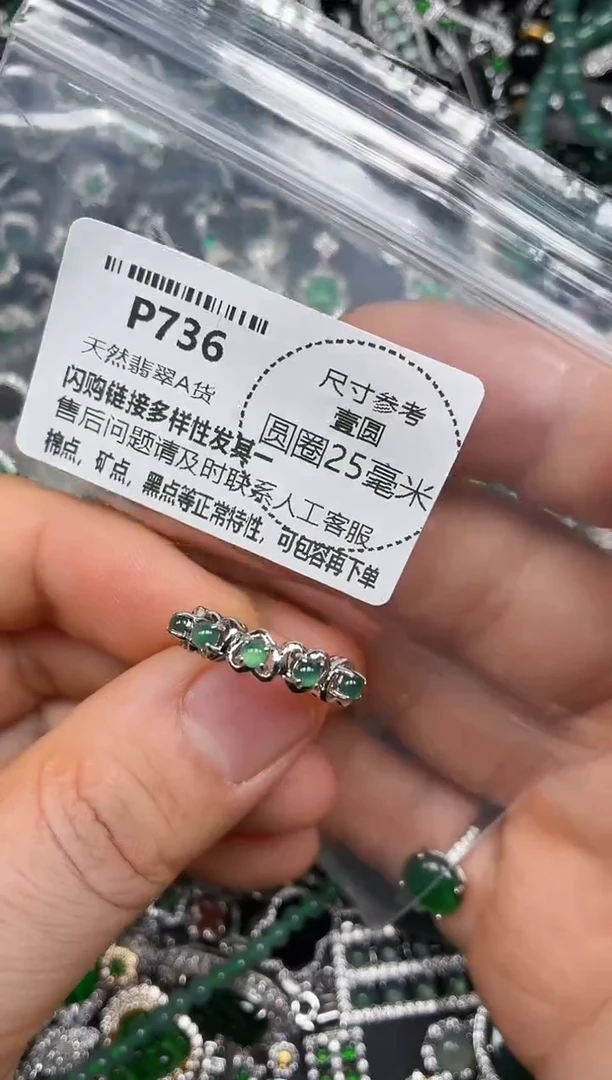 P736
天然翡翠A货
闪购链接多样性发其一
售后问题请及时联系人工客服
棉点，矿点，黑点等正常特性，可包容再下单
尺寸参考
壹圆
圆圈25毫米